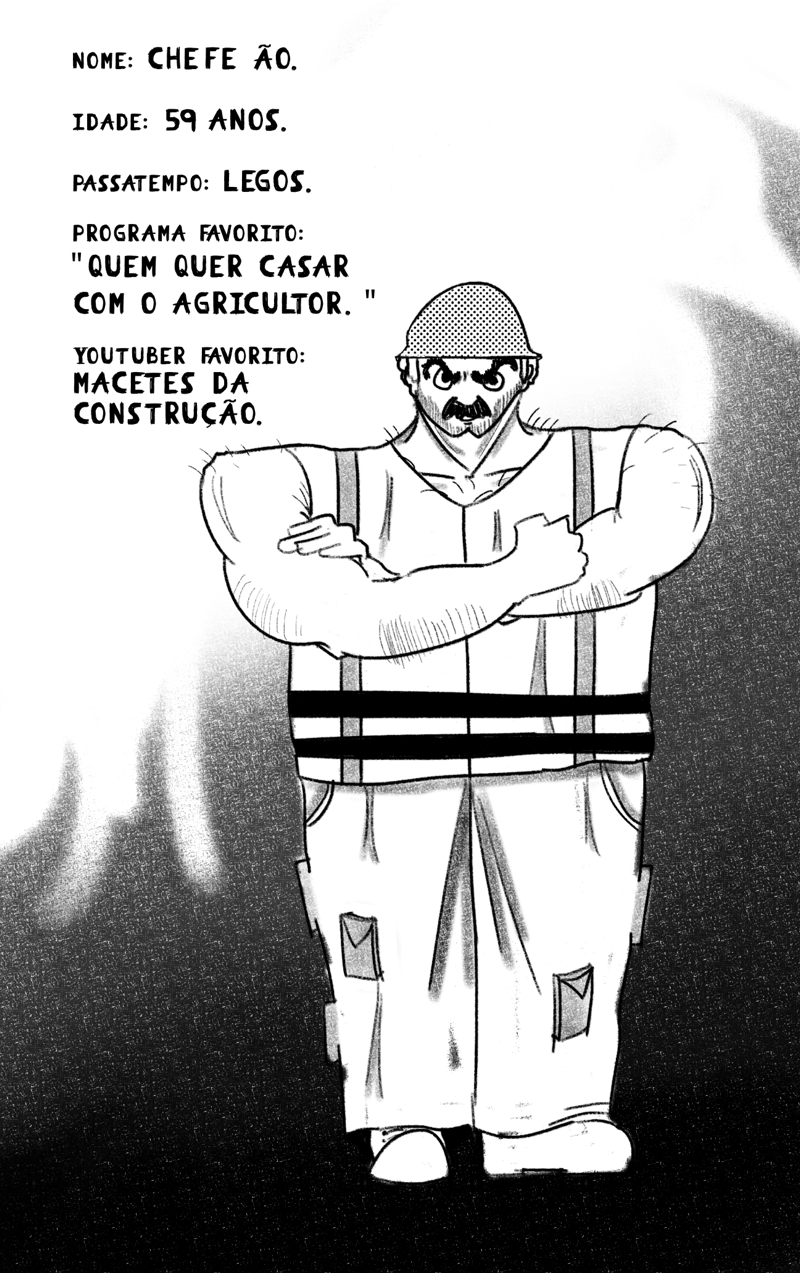 NOME: CHEFE ÃO.
IDADE: 59 ANOS.
PASSATEMPO: LEGOS.
PROGRAMA FAVORITO:
"QUEM QUER CASAR
COM O AGRICULTOR. "
YOUTUBER FAVORITO:
MACETES DA
CONSTRUÇÃO.